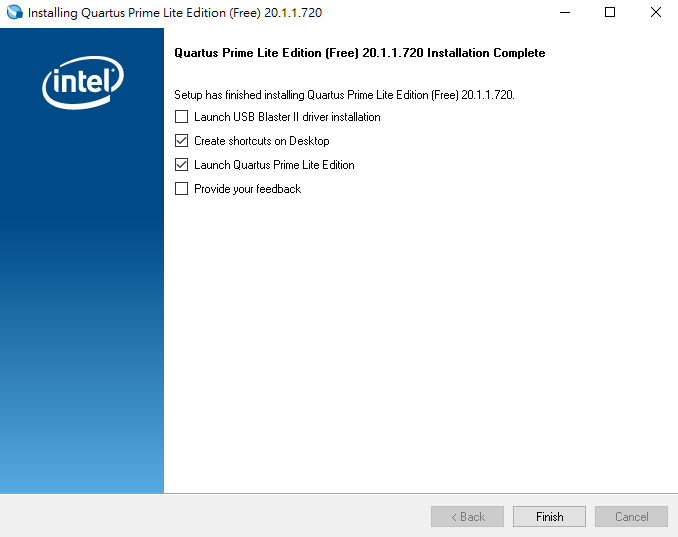 Installing Quartus Prime Lite Edition (Free) 20.1.1.720
intel
Quartus Prime Lite Edition (Free) 20.1.1.720 Installation Complete
Setup has finished installing Quartus Prime Lite Edition (Free) 20.1.1.720.
Launch USB Blaster II driver installation
Create shortcuts on Desktop
Launch Quartus Prime Lite Edition
Provide your feedback
< Back
Finish
Cancel